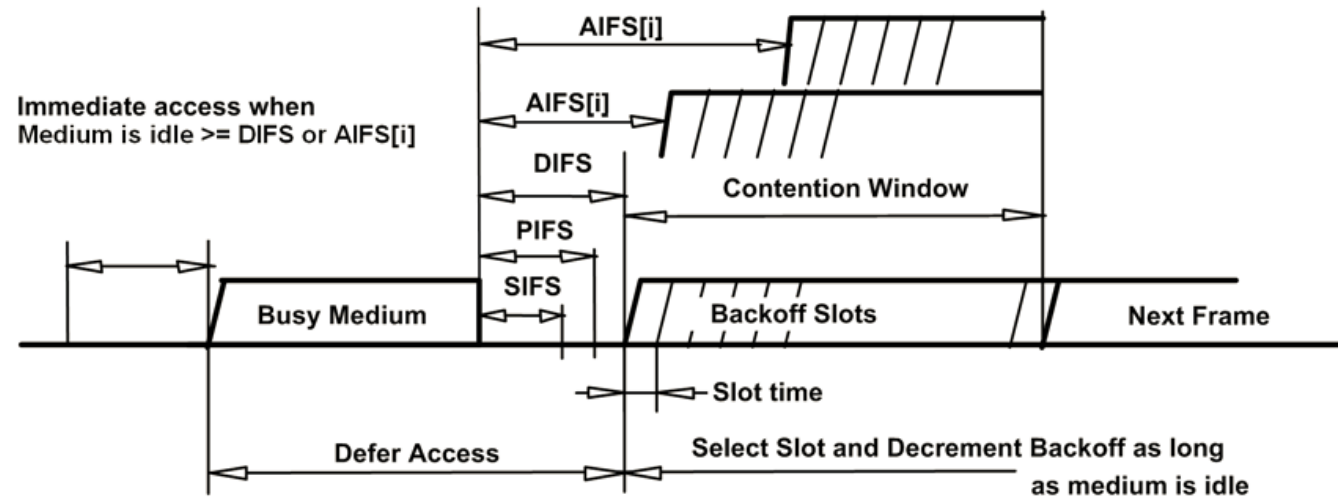 AIFS[i]
Immediate access when
Medium is idle >= DIFS or AIFS[i]
AIFS[i]
DIFS
Contention Window
PIFS
SIFS
Busy Medium
Backoff Slots
Next Frame
Slot time
Defer Access
Select Slot and Decrement Backoff as long
as medium is idle